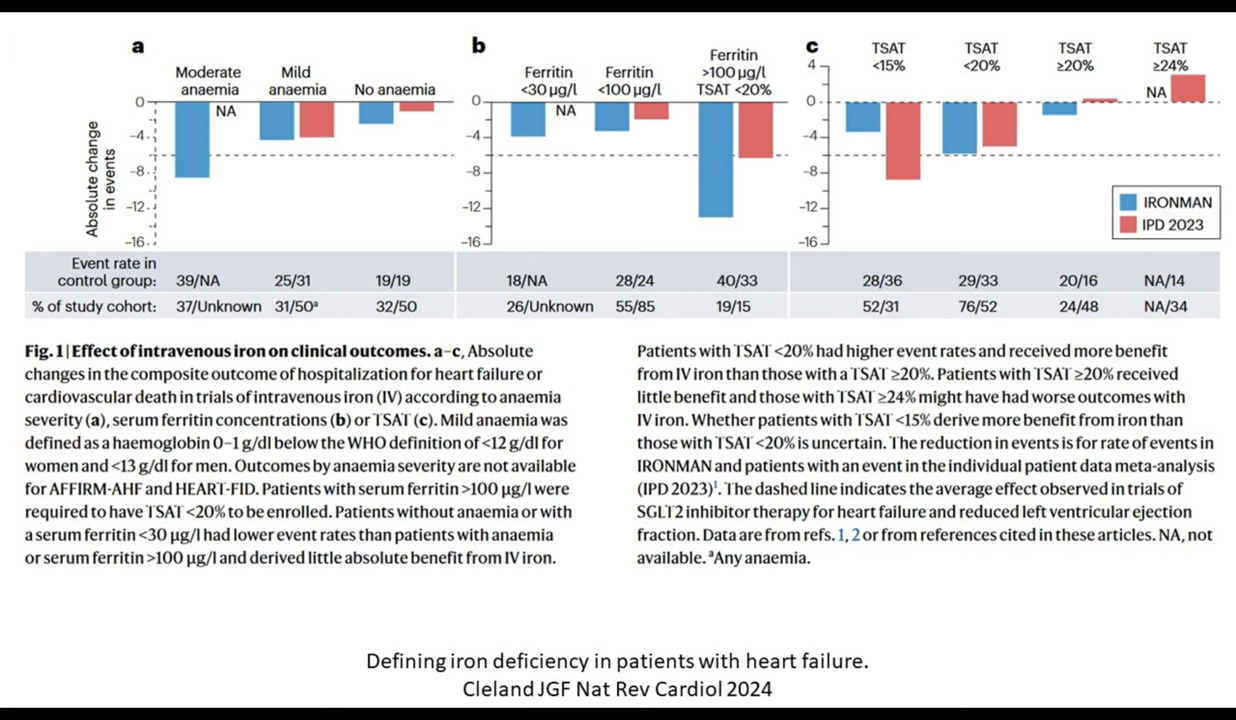 a
Moderate
anaemia
Mild
anaemia
No anaemia
NA
0
−4
−8
−12
−16
Absolute change
in events
b
Ferritin
<30 µg/l
Ferritin
<100 µg/l
Ferritin
>100 µg/l
TSAT <20%
NA
0
−4
−8
−12
−16
c
TSAT
<15%
TSAT
<20%
TSAT
≥20%
TSAT
≥24%
NA
4
0
−4
−8
−12
−16
IRONMAN
IPD 2023
Event rate in
control group: 39/NA 25/31 19/19 18/NA 28/24 40/33 28/36 29/33 20/16 NA/14
% of study cohort: 37/Unknown 31/50ᵃ 32/50 26/Unknown 55/85 19/15 52/31 76/52 24/48 NA/34
Fig. 1 | Effect of intravenous iron on clinical outcomes. a–c, Absolute
changes in the composite outcome of hospitalization for heart failure or
cardiovascular death in trials of intravenous iron (IV) according to anaemia
severity (a), serum ferritin concentrations (b) or TSAT (c). Mild anaemia was
defined as a haemoglobin 0–1 g/dl below the WHO definition of <12 g/dl for
women and <13 g/dl for men. Outcomes by anaemia severity are not available
for AFFIRM-AHF and HEART-FID. Patients with serum ferritin >100 µg/l were
required to have TSAT <20% to be enrolled. Patients without anaemia or with
a serum ferritin <30 µg/l had lower event rates than patients with anaemia
or serum ferritin >100 µg/l and derived little absolute benefit from IV iron.
Patients with TSAT <20% had higher event rates and received more benefit
from IV iron than those with a TSAT ≥20%. Patients with TSAT ≥20% received
little benefit and those with TSAT ≥24% might have had worse outcomes with
IV iron. Whether patients with TSAT <15% derive more benefit from iron than
those with TSAT <20% is uncertain. The reduction in events is for rate of events in
IRONMAN and patients with an event in the individual patient data meta-analysis
(IPD 2023)¹. The dashed line indicates the average effect observed in trials of
SGLT2 inhibitor therapy for heart failure and reduced left ventricular ejection
fraction. Data are from refs. 1,2 or from references cited in these articles. NA, not
available. ᵃAny anaemia.
Defining iron deficiency in patients with heart failure.
Cleland JGF Nat Rev Cardiol 2024